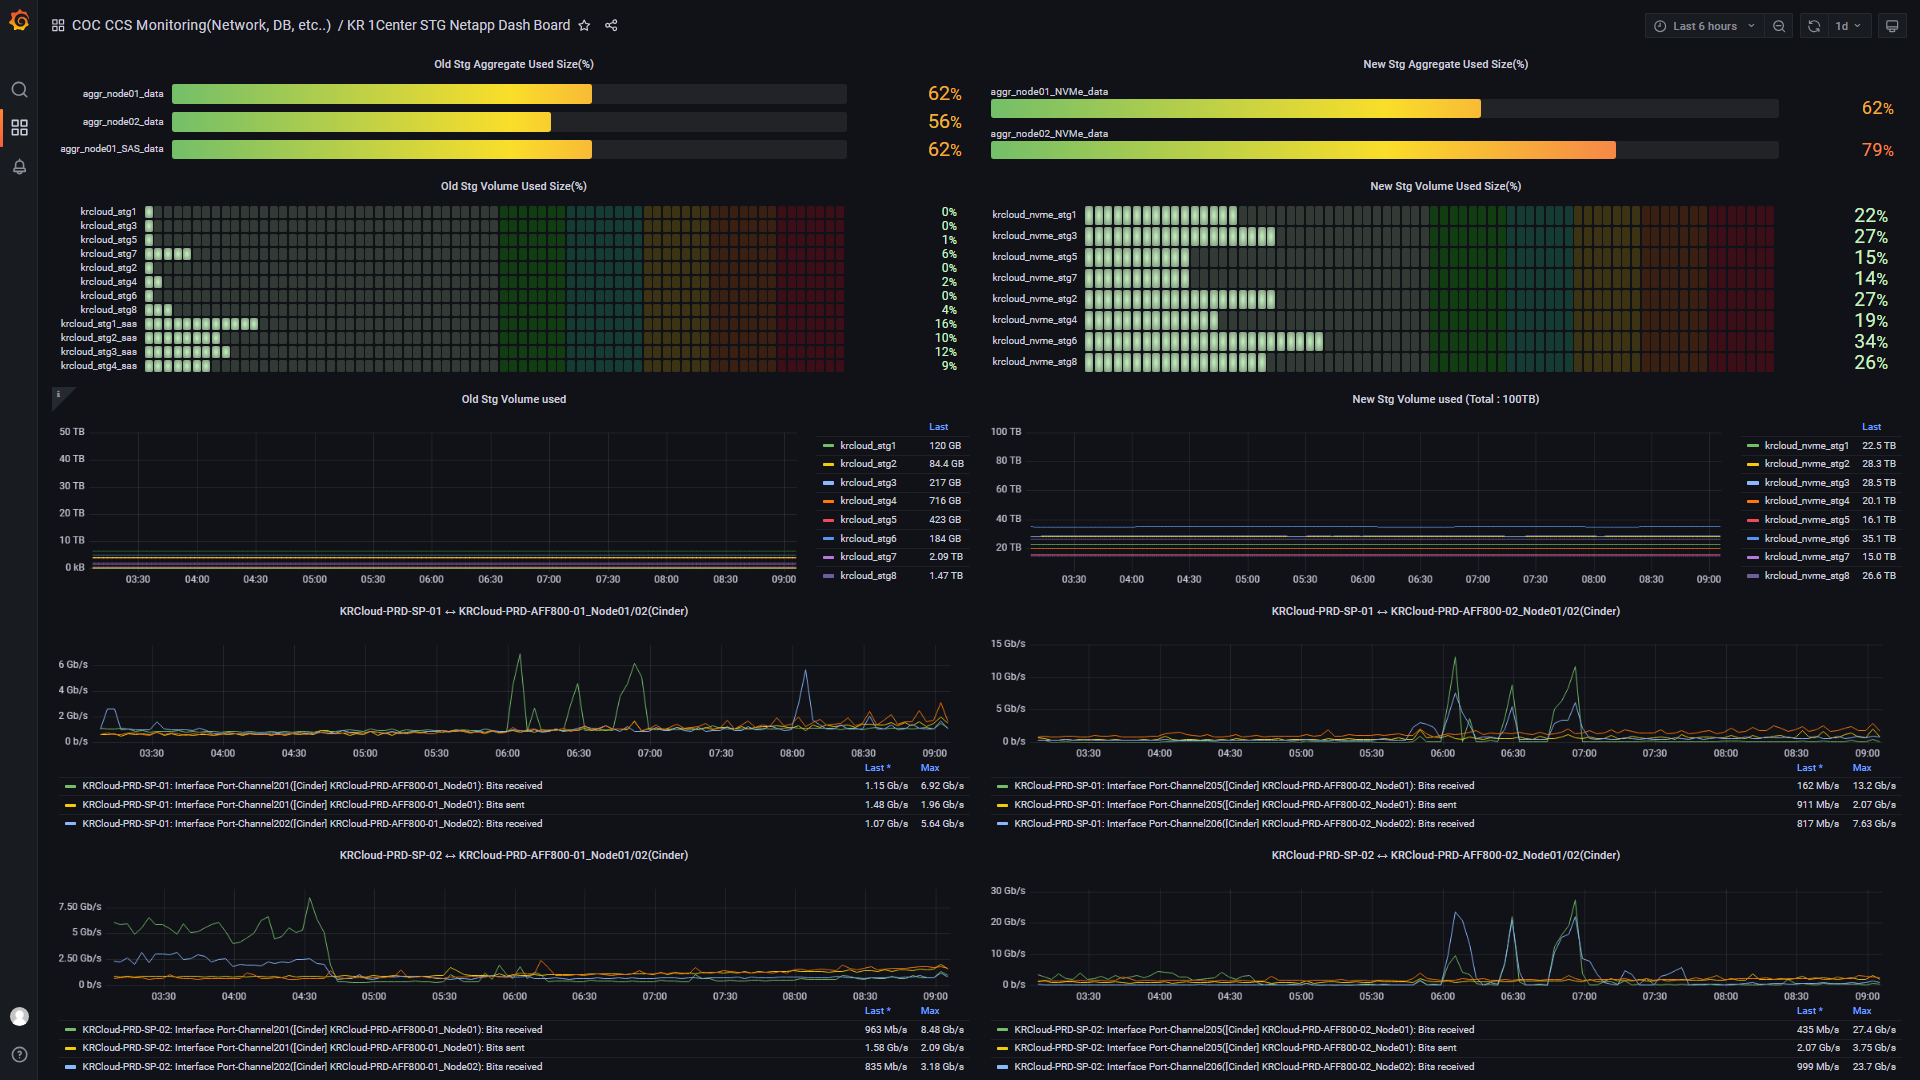 COC CCS Monitoring(Network, DB, etc..) / KR 1Center STG Netapp Dash Board
Last 6 hours
1d
Old Stg Aggregate Used Size(%)
aggr_node01_data 62%
aggr_node02_data 56%
aggr_node01_SAS_data 62%
New Stg Aggregate Used Size(%)
aggr_node01_NVMe_data
62%
aggr_node02_NVMe_data
79%
Old Stg Volume Used Size(%)
krcloud_stg1 0%
krcloud_stg3 0%
krcloud_stg5 1%
krcloud_stg7 6%
krcloud_stg2 0%
krcloud_stg4 2%
krcloud_stg6 0%
krcloud_stg8 4%
krcloud_stg1_sas 16%
krcloud_stg2_sas 10%
krcloud_stg3_sas 12%
krcloud_stg4_sas 9%
New Stg Volume Used Size(%)
krcloud_nvme_stg1 22%
krcloud_nvme_stg3 27%
krcloud_nvme_stg5 15%
krcloud_nvme_stg7 14%
krcloud_nvme_stg2 27%
krcloud_nvme_stg4 19%
krcloud_nvme_stg6 34%
krcloud_nvme_stg8 26%
i
Old Stg Volume used
50 TB
40 TB
30 TB
20 TB
10 TB
0 kB
03:30 04:00 04:30 05:00 05:30 06:00 06:30 07:00 07:30 08:00 08:30 09:00
Last
krcloud_stg1 120 GB
krcloud_stg2 84.4 GB
krcloud_stg3 217 GB
krcloud_stg4 716 GB
krcloud_stg5 423 GB
krcloud_stg6 184 GB
krcloud_stg7 2.09 TB
krcloud_stg8 1.47 TB
New Stg Volume used (Total : 100TB)
100 TB
80 TB
60 TB
40 TB
20 TB
03:30 04:00 04:30 05:00 05:30 06:00 06:30 07:00 07:30 08:00 08:30 09:00
Last
krcloud_nvme_stg1 22.5 TB
krcloud_nvme_stg2 28.3 TB
krcloud_nvme_stg3 28.5 TB
krcloud_nvme_stg4 20.1 TB
krcloud_nvme_stg5 16.1 TB
krcloud_nvme_stg6 35.1 TB
krcloud_nvme_stg7 15.0 TB
krcloud_nvme_stg8 26.6 TB
KRCloud-PRD-SP-01 ↔ KRCloud-PRD-AFF800-01_Node01/02(Cinder)
6 Gb/s
4 Gb/s
2 Gb/s
0 b/s
03:30 04:00 04:30 05:00 05:30 06:00 06:30 07:00 07:30 08:00 08:30 09:00
Last * Max
KRCloud-PRD-SP-01: Interface Port-Channel201([Cinder] KRCloud-PRD-AFF800-01_Node01): Bits received 1.15 Gb/s 6.92 Gb/s
KRCloud-PRD-SP-01: Interface Port-Channel201([Cinder] KRCloud-PRD-AFF800-01_Node01): Bits sent 1.48 Gb/s 1.96 Gb/s
KRCloud-PRD-SP-01: Interface Port-Channel202([Cinder] KRCloud-PRD-AFF800-01_Node02): Bits received 1.07 Gb/s 5.64 Gb/s
KRCloud-PRD-SP-01 ↔ KRCloud-PRD-AFF800-02_Node01/02(Cinder)
15 Gb/s
10 Gb/s
5 Gb/s
0 b/s
03:30 04:00 04:30 05:00 05:30 06:00 06:30 07:00 07:30 08:00 08:30 09:00
Last * Max
KRCloud-PRD-SP-01: Interface Port-Channel205([Cinder] KRCloud-PRD-AFF800-02_Node01): Bits received 162 Mb/s 13.2 Gb/s
KRCloud-PRD-SP-01: Interface Port-Channel205([Cinder] KRCloud-PRD-AFF800-02_Node01): Bits sent 911 Mb/s 2.07 Gb/s
KRCloud-PRD-SP-01: Interface Port-Channel206([Cinder] KRCloud-PRD-AFF800-02_Node02): Bits received 817 Mb/s 7.63 Gb/s
KRCloud-PRD-SP-02 ↔ KRCloud-PRD-AFF800-01_Node01/02(Cinder)
7.50 Gb/s
5 Gb/s
2.50 Gb/s
0 b/s
03:30 04:00 04:30 05:00 05:30 06:00 06:30 07:00 07:30 08:00 08:30 09:00
Last * Max
KRCloud-PRD-SP-02: Interface Port-Channel201([Cinder] KRCloud-PRD-AFF800-01_Node01): Bits received 963 Mb/s 8.48 Gb/s
KRCloud-PRD-SP-02: Interface Port-Channel201([Cinder] KRCloud-PRD-AFF800-01_Node01): Bits sent 1.58 Gb/s 2.09 Gb/s
KRCloud-PRD-SP-02: Interface Port-Channel202([Cinder] KRCloud-PRD-AFF800-01_Node02): Bits received 835 Mb/s 3.18 Gb/s
KRCloud-PRD-SP-02 ↔ KRCloud-PRD-AFF800-02_Node01/02(Cinder)
30 Gb/s
20 Gb/s
10 Gb/s
0 b/s
03:30 04:00 04:30 05:00 05:30 06:00 06:30 07:00 07:30 08:00 08:30 09:00
Last * Max
KRCloud-PRD-SP-02: Interface Port-Channel205([Cinder] KRCloud-PRD-AFF800-02_Node01): Bits received 435 Mb/s 27.4 Gb/s
KRCloud-PRD-SP-02: Interface Port-Channel205([Cinder] KRCloud-PRD-AFF800-02_Node01): Bits sent 2.07 Gb/s 3.75 Gb/s
KRCloud-PRD-SP-02: Interface Port-Channel206([Cinder] KRCloud-PRD-AFF800-02_Node02): Bits received 999 Mb/s 23.7 Gb/s